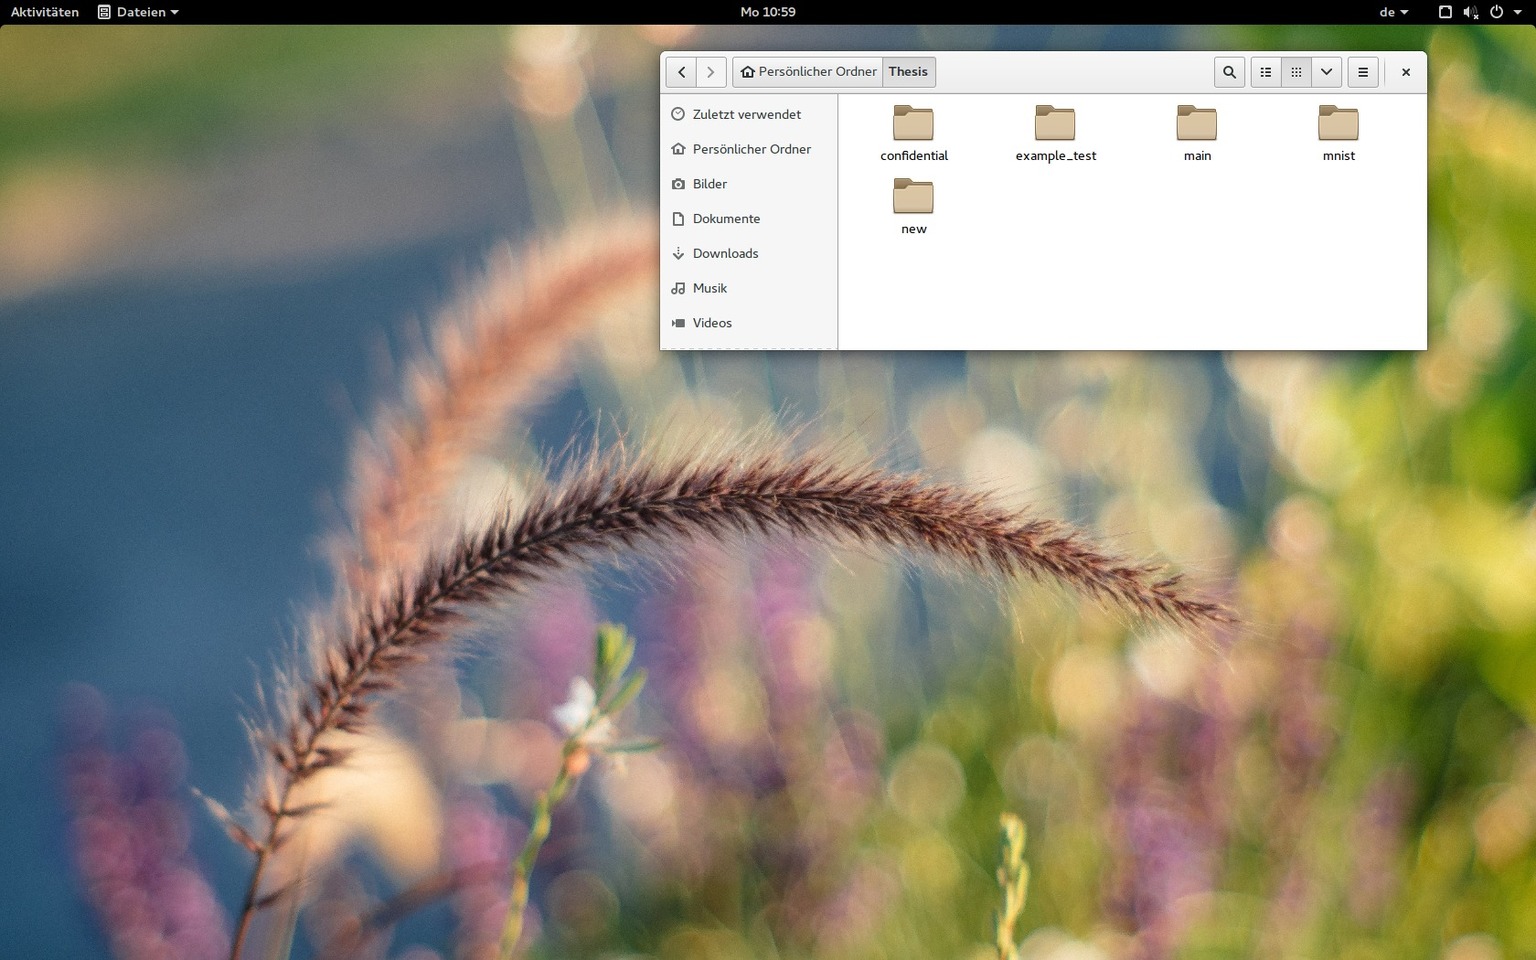 Aktivitäten Dateien Mo 10:59 de
Persönlicher Ordner Thesis
Zuletzt verwendet
Persönlicher Ordner
Bilder
Dokumente
Downloads
Musik
Videos
confidential example_test main mnist
new